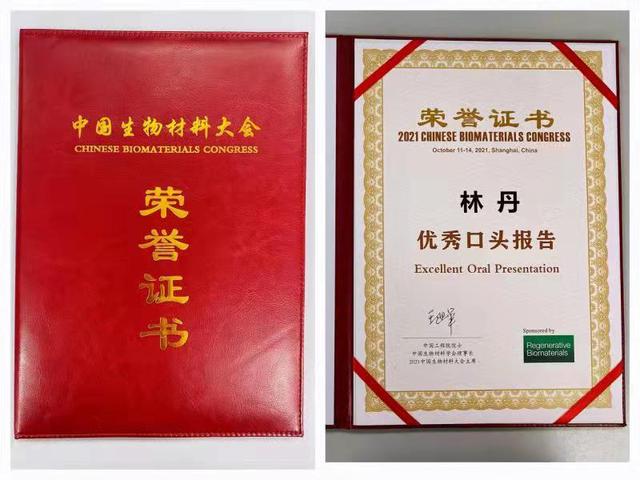 中国生物材料大会
CHINESE BIOMATERIALS CONGRESS
荣
誉
证
书
荣誉证书
2021 CHINESE BIOMATERIALS CONGRESS
October 11-14, 2021, Shanghai, China
林丹
优秀口头报告
Excellent Oral Presentation
中国工程院院士
中国生物材料学会理事长
2021中国生物材料大会主席
Sponsored by
Regenerative
Biomaterials